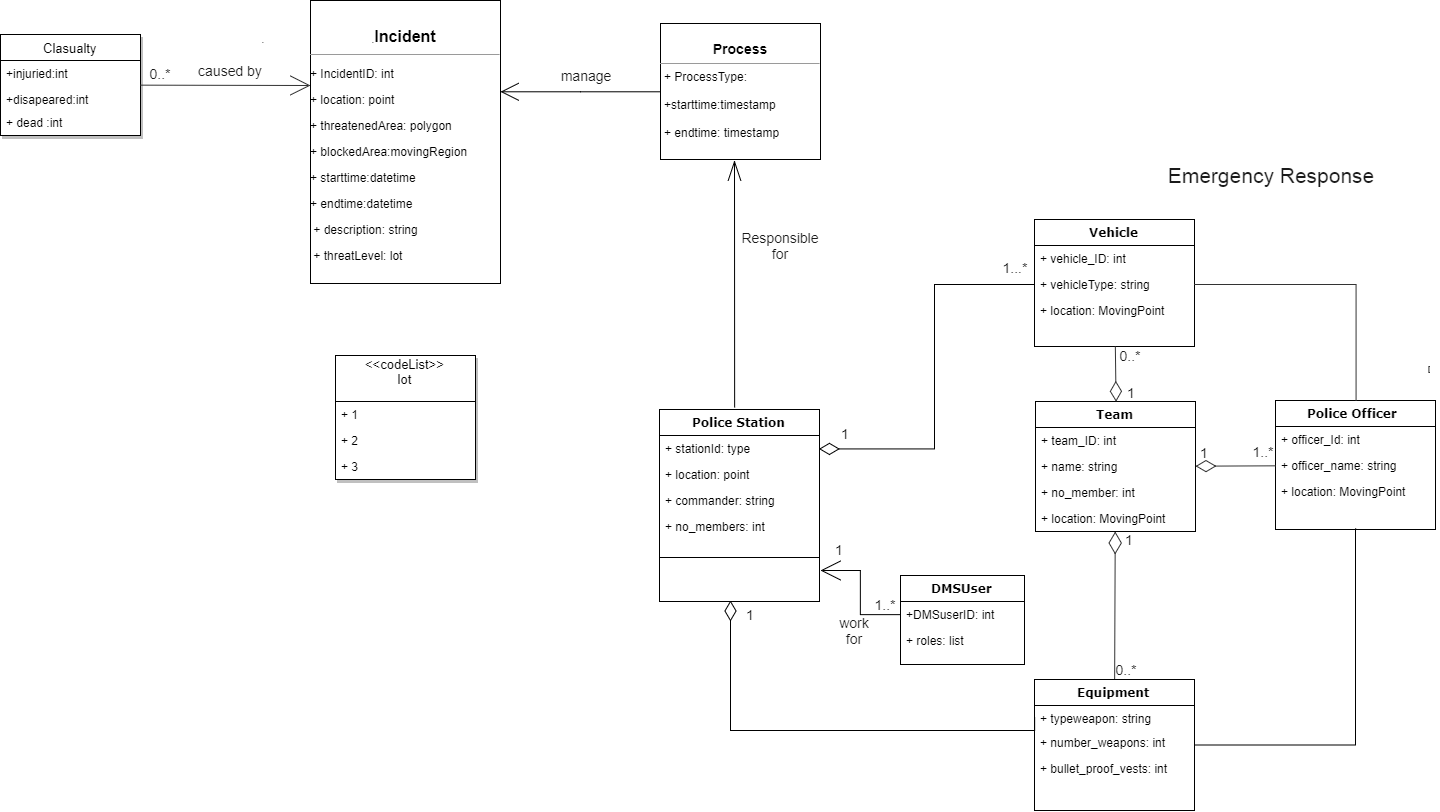 Clasualty
+injuried:int
+disapeared:int
+ dead :int
0..*
caused by
Incident
+ IncidentID: int
+ location: point
+ threatenedArea: polygon
+ blockedArea:movingRegion
+ starttime:datetime
+ endtime:datetime
+ description: string
+ threatLevel: lot
manage
Process
+ ProcessType:
+starttime:timestamp
+ endtime: timestamp
Responsible
for
Emergency Response
<<codeList>>
lot
+ 1
+ 2
+ 3
Police Station
+ stationId: type
+ location: point
+ commander: string
+ no_members: int
1
1...*
Vehicle
+ vehicle_ID: int
+ vehicleType: string
+ location: MovingPoint
0..*
1
Team
+ team_ID: int
+ name: string
+ no_member: int
+ location: MovingPoint
1
1..*
Police Officer
+ officer_Id: int
+ officer_name: string
+ location: MovingPoint
1
1
1..*
work
for
DMSUser
+DMSuserID: int
+ roles: list
1
0..*
Equipment
+ typeweapon: string
+ number_weapons: int
+ bullet_proof_vests: int